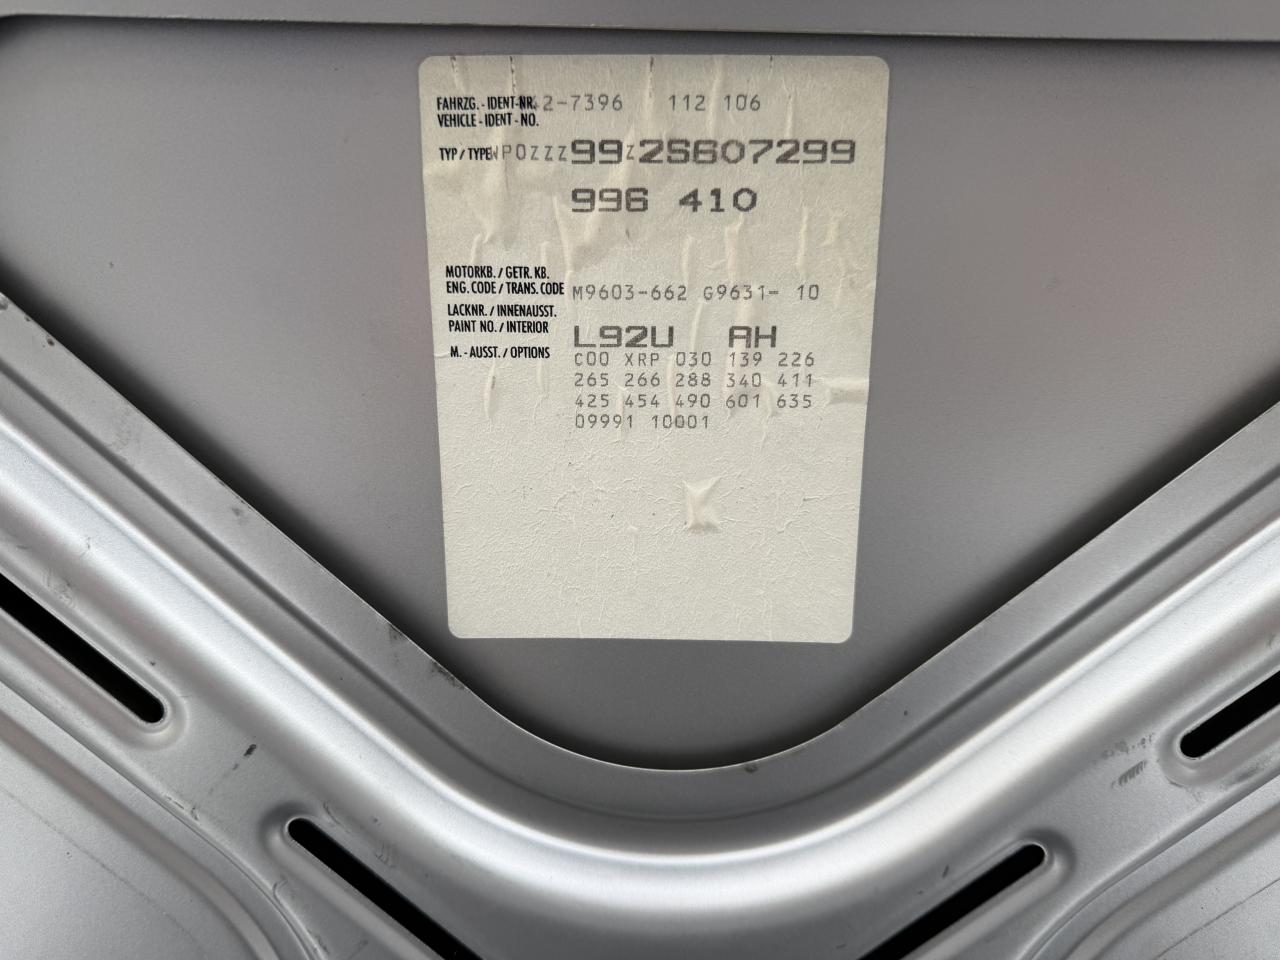 FAHRZG. - IDENT-NR. 2-7396 112 106
VEHICLE - IDENT - NO.
TYP / TYPE WP0ZZZ99Z2S607299
996 410
MOTORKB. / GETR. KB.
ENG. CODE / TRANS. CODE M9603-662 G9631- 10
LACKNR. / INNENAUSST.
PAINT NO. / INTERIOR L92U AH
M. - AUSST. / OPTIONS C00 XRP 030 139 226
265 266 288 340 411
425 454 490 601 635
09991 10001